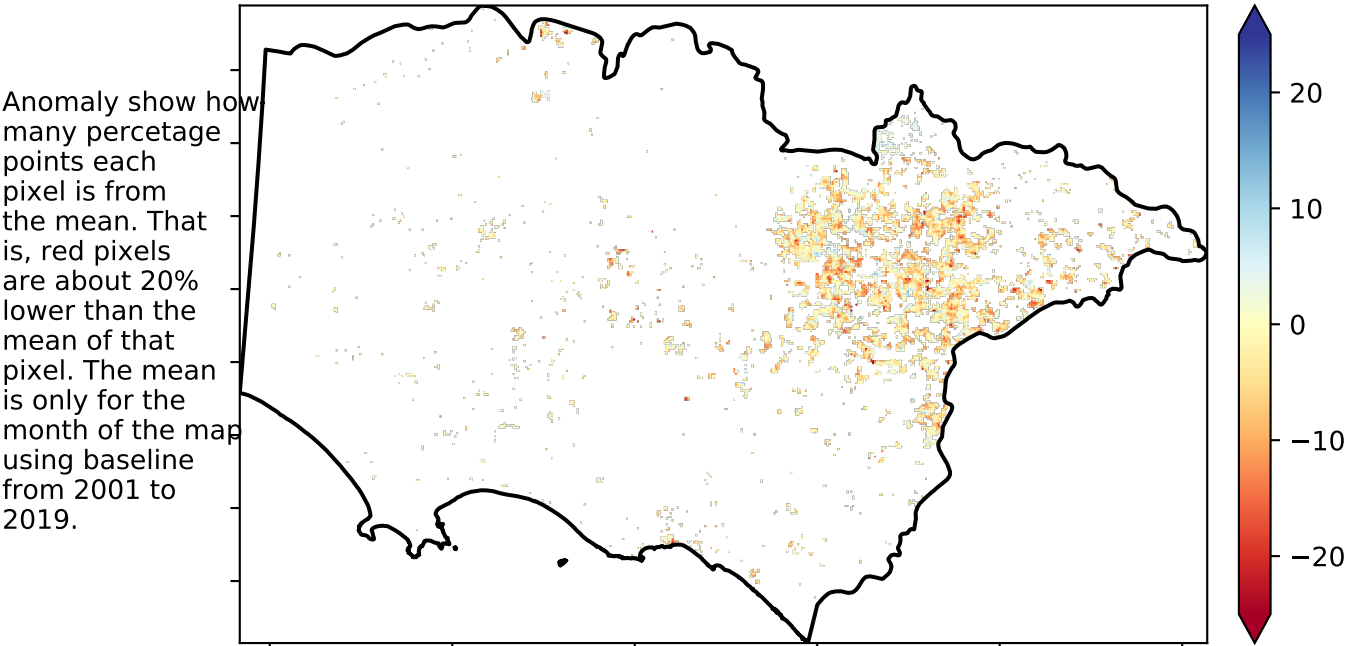 Anomaly show how
many percetage
points each
pixel is from
the mean. That
is, red pixels
are about 20%
lower than the
mean of that
pixel. The mean
is only for the
month of the map
using baseline
from 2001 to
2019.
20
10
0
−10
−20